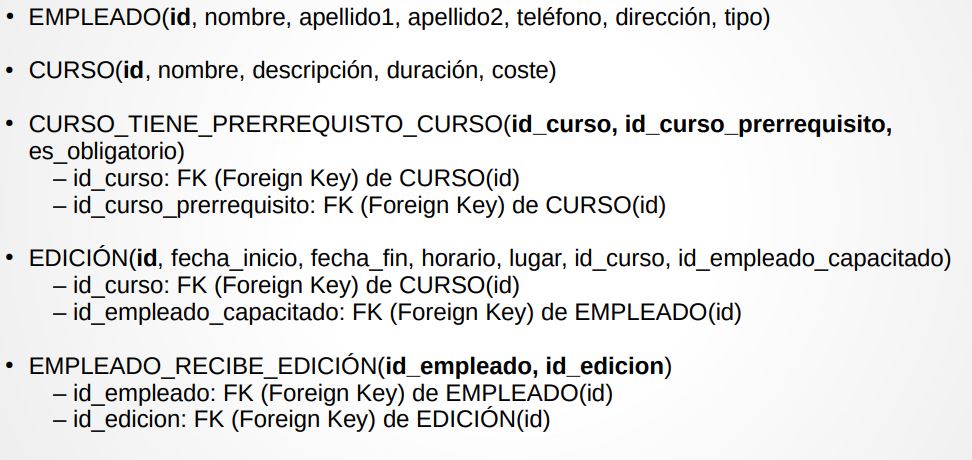 • EMPLEADO(id, nombre, apellido1, apellido2, teléfono, dirección, tipo)
• CURSO(id, nombre, descripción, duración, coste)
• CURSO_TIENE_PRERREQUISTO_CURSO(id_curso, id_curso_prerrequisito,
es_obligatorio)
– id_curso: FK (Foreign Key) de CURSO(id)
– id_curso_prerrequisito: FK (Foreign Key) de CURSO(id)
• EDICIÓN(id, fecha_inicio, fecha_fin, horario, lugar, id_curso, id_empleado_capacitado)
– id_curso: FK (Foreign Key) de CURSO(id)
– id_empleado_capacitado: FK (Foreign Key) de EMPLEADO(id)
• EMPLEADO_RECIBE_EDICIÓN(id_empleado, id_edicion)
– id_empleado: FK (Foreign Key) de EMPLEADO(id)
– id_edicion: FK (Foreign Key) de EDICIÓN(id)